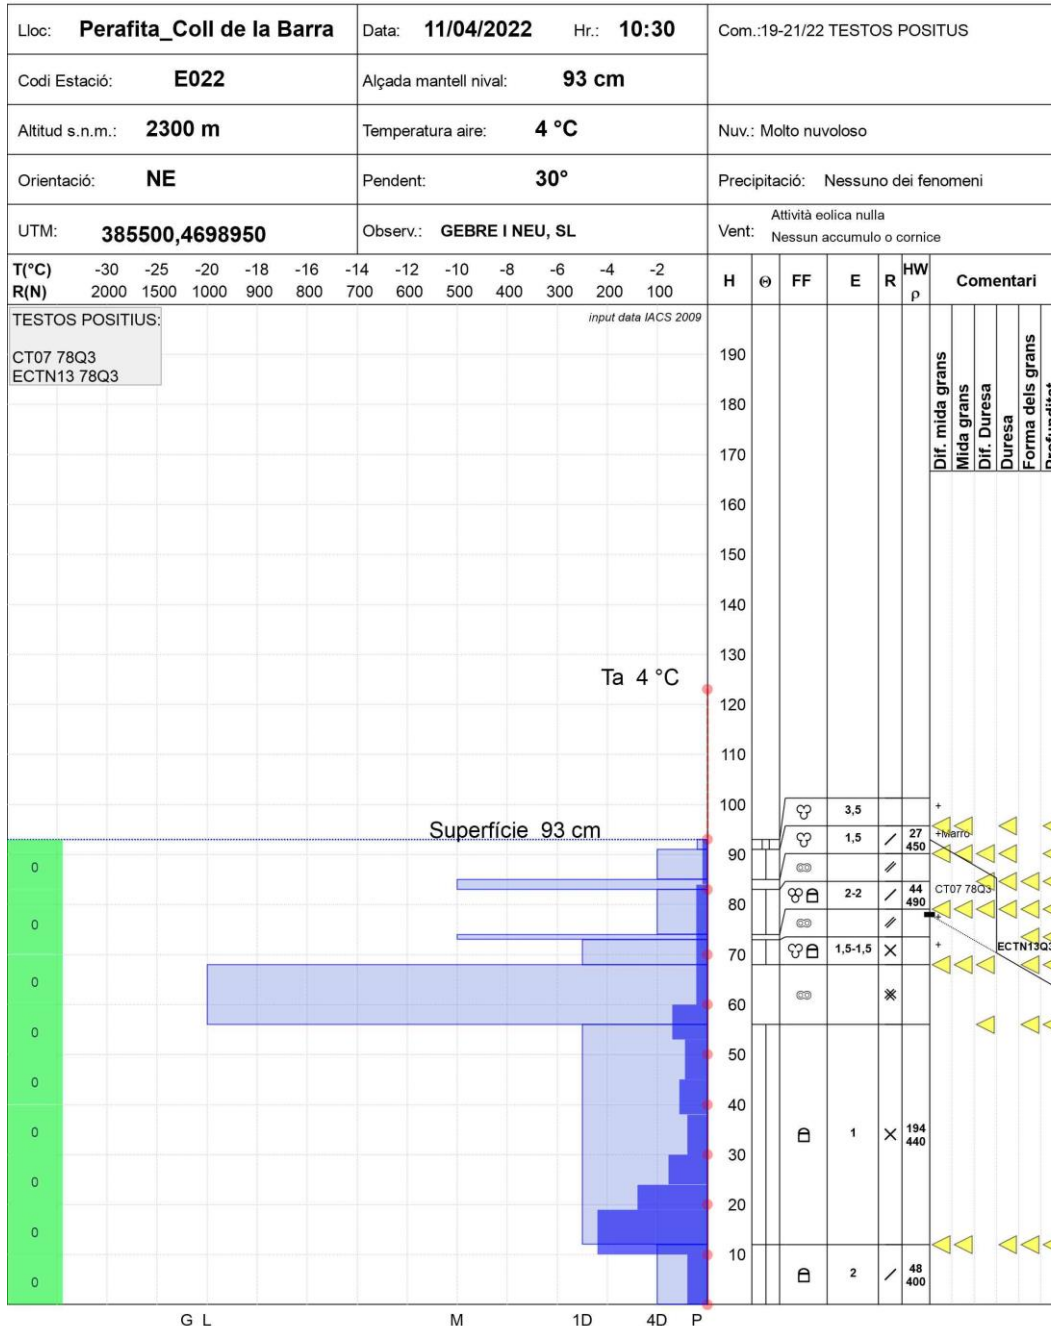 Lloc: Perafita_Coll de la Barra Data: 11/04/2022 Hr.: 10:30 Com.:19-21/22 TESTOS POSITUS
Codi Estació: E022 Alçada mantell nival: 93 cm
Altitud s.n.m.: 2300 m Temperatura aire: 4 °C Nuv.: Molto nuvoloso
Orientació: NE Pendent: 30° Precipitació: Nessuno dei fenomeni
UTM: 385500,4698950 Observ.: GEBRE I NEU, SL Vent: Attività eolica nulla
Nessun accumulo o cornice
T(°C) -30 -25 -20 -18 -16 -14 -12 -10 -8 -6 -4 -2
R(N) 2000 1500 1000 900 800 700 600 500 400 300 200 100
H Θ FF E R HW ρ Comentari
TESTOS POSITIUS:
CT07 78Q3
ECTN13 78Q3
input data IACS 2009
Dif. mida grans
Mida grans
Dif. Duresa
Duresa
Forma dels grans
190
180
170
160
150
140
130
Ta 4 °C
120
110
100 3,5 +
Superfície 93 cm
1,5 / 27 450 +Marro
90
0
80 2-2 / 44 490 CT07 78Q3
0
+
70 1,5-1,5 + ECTN13Q3
0
60
0
50
0
40
0
1 194 440
30
0
20
0
10
0
2 / 48 400
G L M 1D 4D P